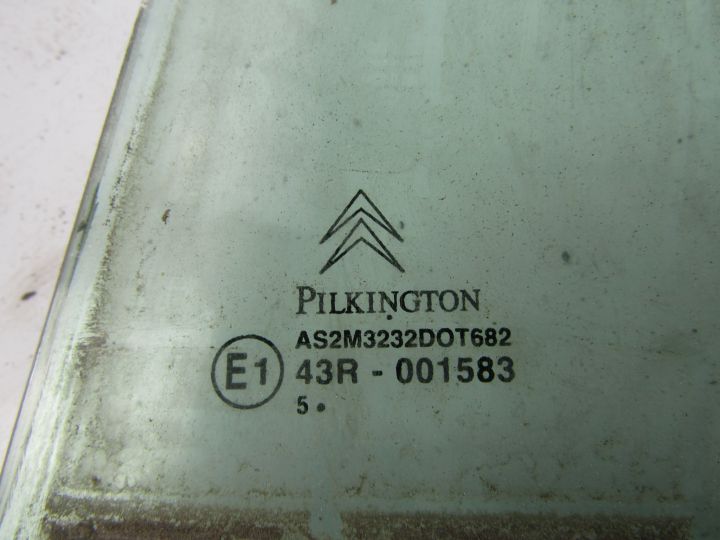 PILKINGTON
AS2M3232DOT682
E1 43R - 001583
5 •